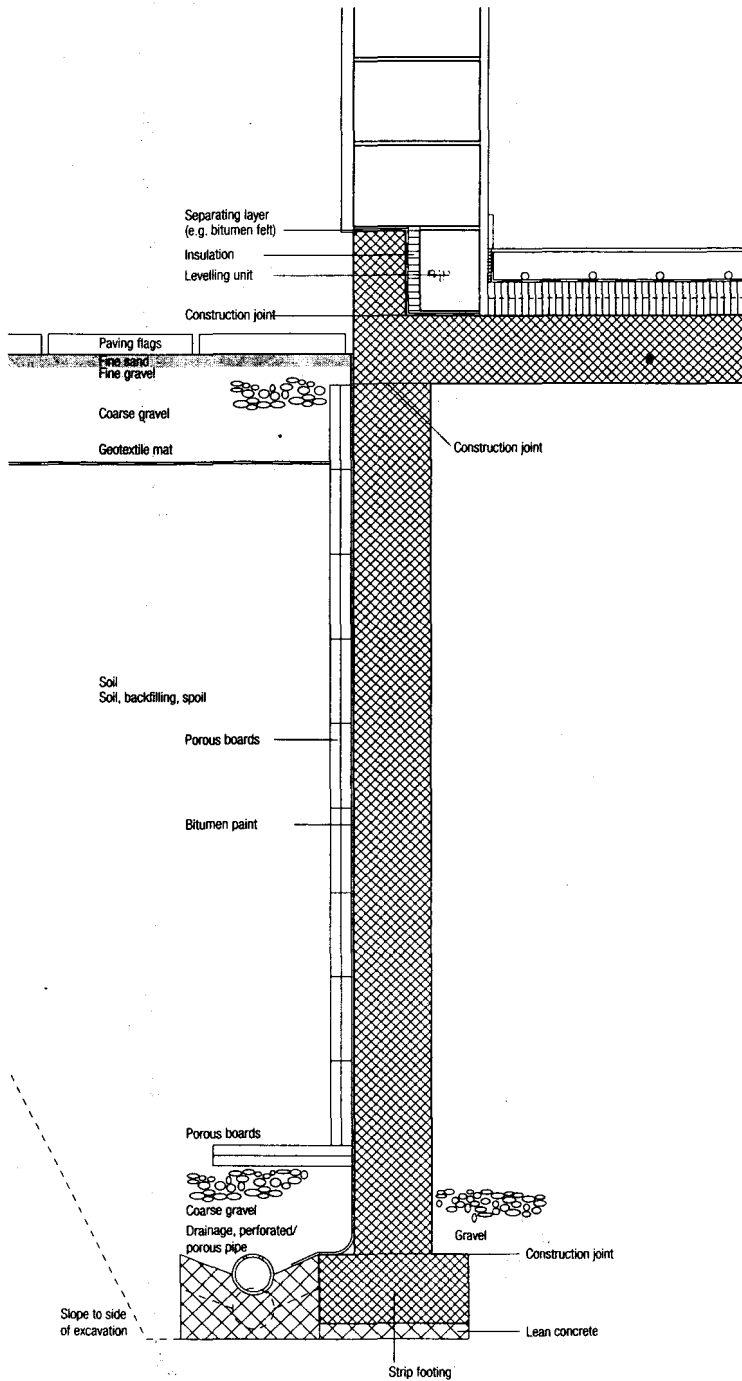 Separating layer
(e.g. bitumen felt)
Insulation
Levelling unit
Construction joint
Paving flags
Fine sand
Fine gravel
Coarse gravel
Construction joint
Geotextile mat
Soil
Soil, backfilling, spoil
Porous boards
Bitumen paint
Porous boards
Coarse gravel
Drainage, perforated/
porous pipe
Gravel
Construction joint
Slope to side
of excavation
Lean concrete
Strip footing